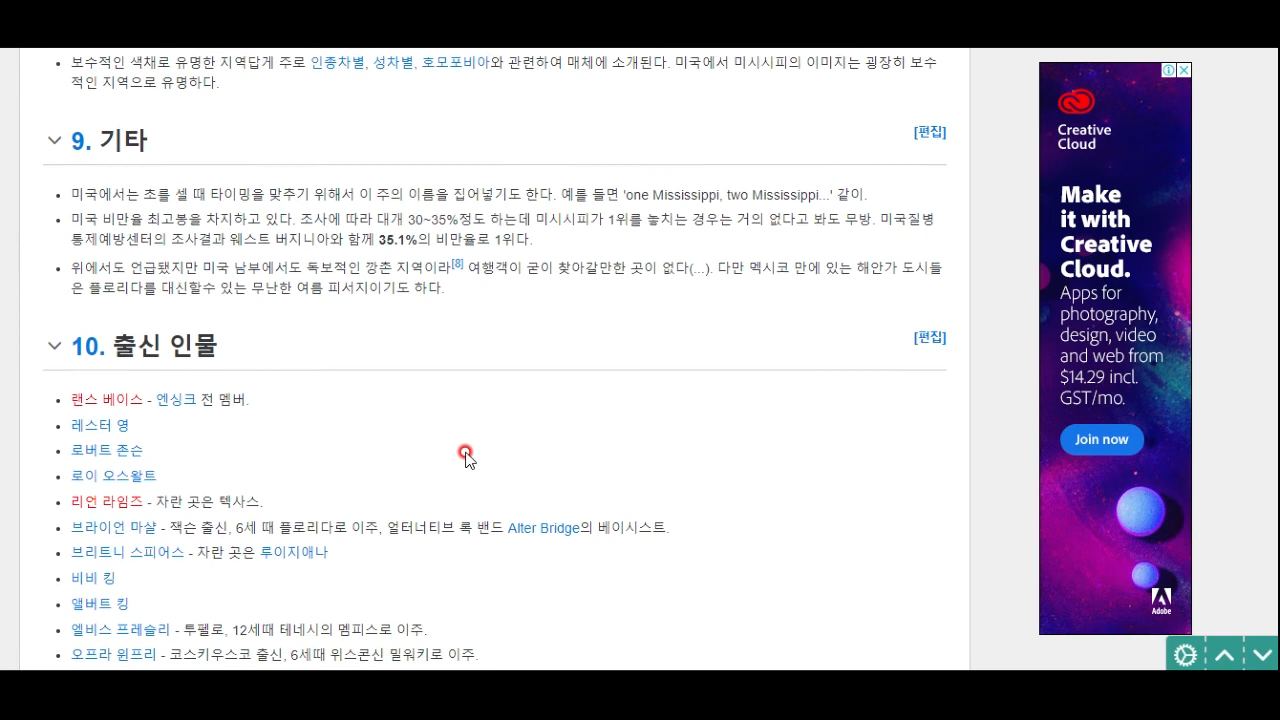 보수적인 색채로 유명한 지역답게 주로 인종차별, 성차별, 호모포비아와 관련하여 매체에 소개된다. 미국에서 미시시피의 이미지는 굉장히 보수
적인 지역으로 유명하다.
9. 기타
[편집]
미국에서는 초를 셀 때 타이밍을 맞추기 위해서 이 주의 이름을 집어넣기도 한다. 예를 들면 'one Mississippi, two Mississippi...' 같이.
미국 비만율 최고봉을 차지하고 있다. 조사에 따라 대개 30~35%정도 하는데 미시시피가 1위를 놓치는 경우는 거의 없다고 봐도 무방. 미국질병
통제예방센터의 조사결과 웨스트 버지니아와 함께 35.1%의 비만율로 1위다.
위에서도 언급됐지만 미국 남부에서도 독보적인 깡촌 지역이라[8] 여행객이 굳이 찾아갈만한 곳이 없다(...). 다만 멕시코 만에 있는 해안가 도시들
은 플로리다를 대신할수 있는 무난한 여름 피서지이기도 하다.
10. 출신 인물
[편집]
랜스 베이스 - 엔싱크 전 멤버.
레스터 영
로버트 존슨
로이 오스왈트
리언 라임즈 - 자란 곳은 텍사스.
브라이언 마샬 - 잭슨 출신, 6세 때 플로리다로 이주, 얼터너티브 록 밴드 Alter Bridge의 베이시스트.
브리트니 스피어스 - 자란 곳은 루이지애나
비비 킹
앨버트 킹
엘비스 프레슬리 - 투펠로, 12세때 테네시의 멤피스로 이주.
오프라 윈프리 - 코스키우스코 출신, 6세때 위스콘신 밀워키로 이주.
Creative
Cloud
Make
it with
Creative
Cloud.
Apps for
photography,
design, video
and web from
$14.29 incl.
GST/mo.
Join now
Adobe